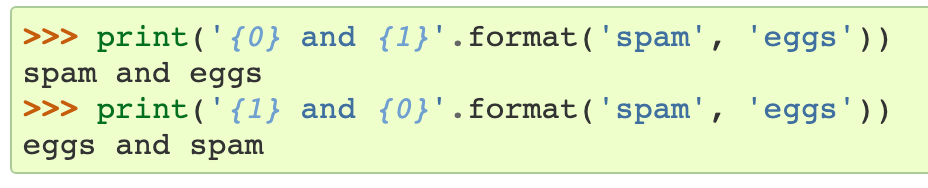 >>> print('{0} and {1}'.format('spam', 'eggs'))
spam and eggs
>>> print('{1} and {0}'.format('spam', 'eggs'))
eggs and spam